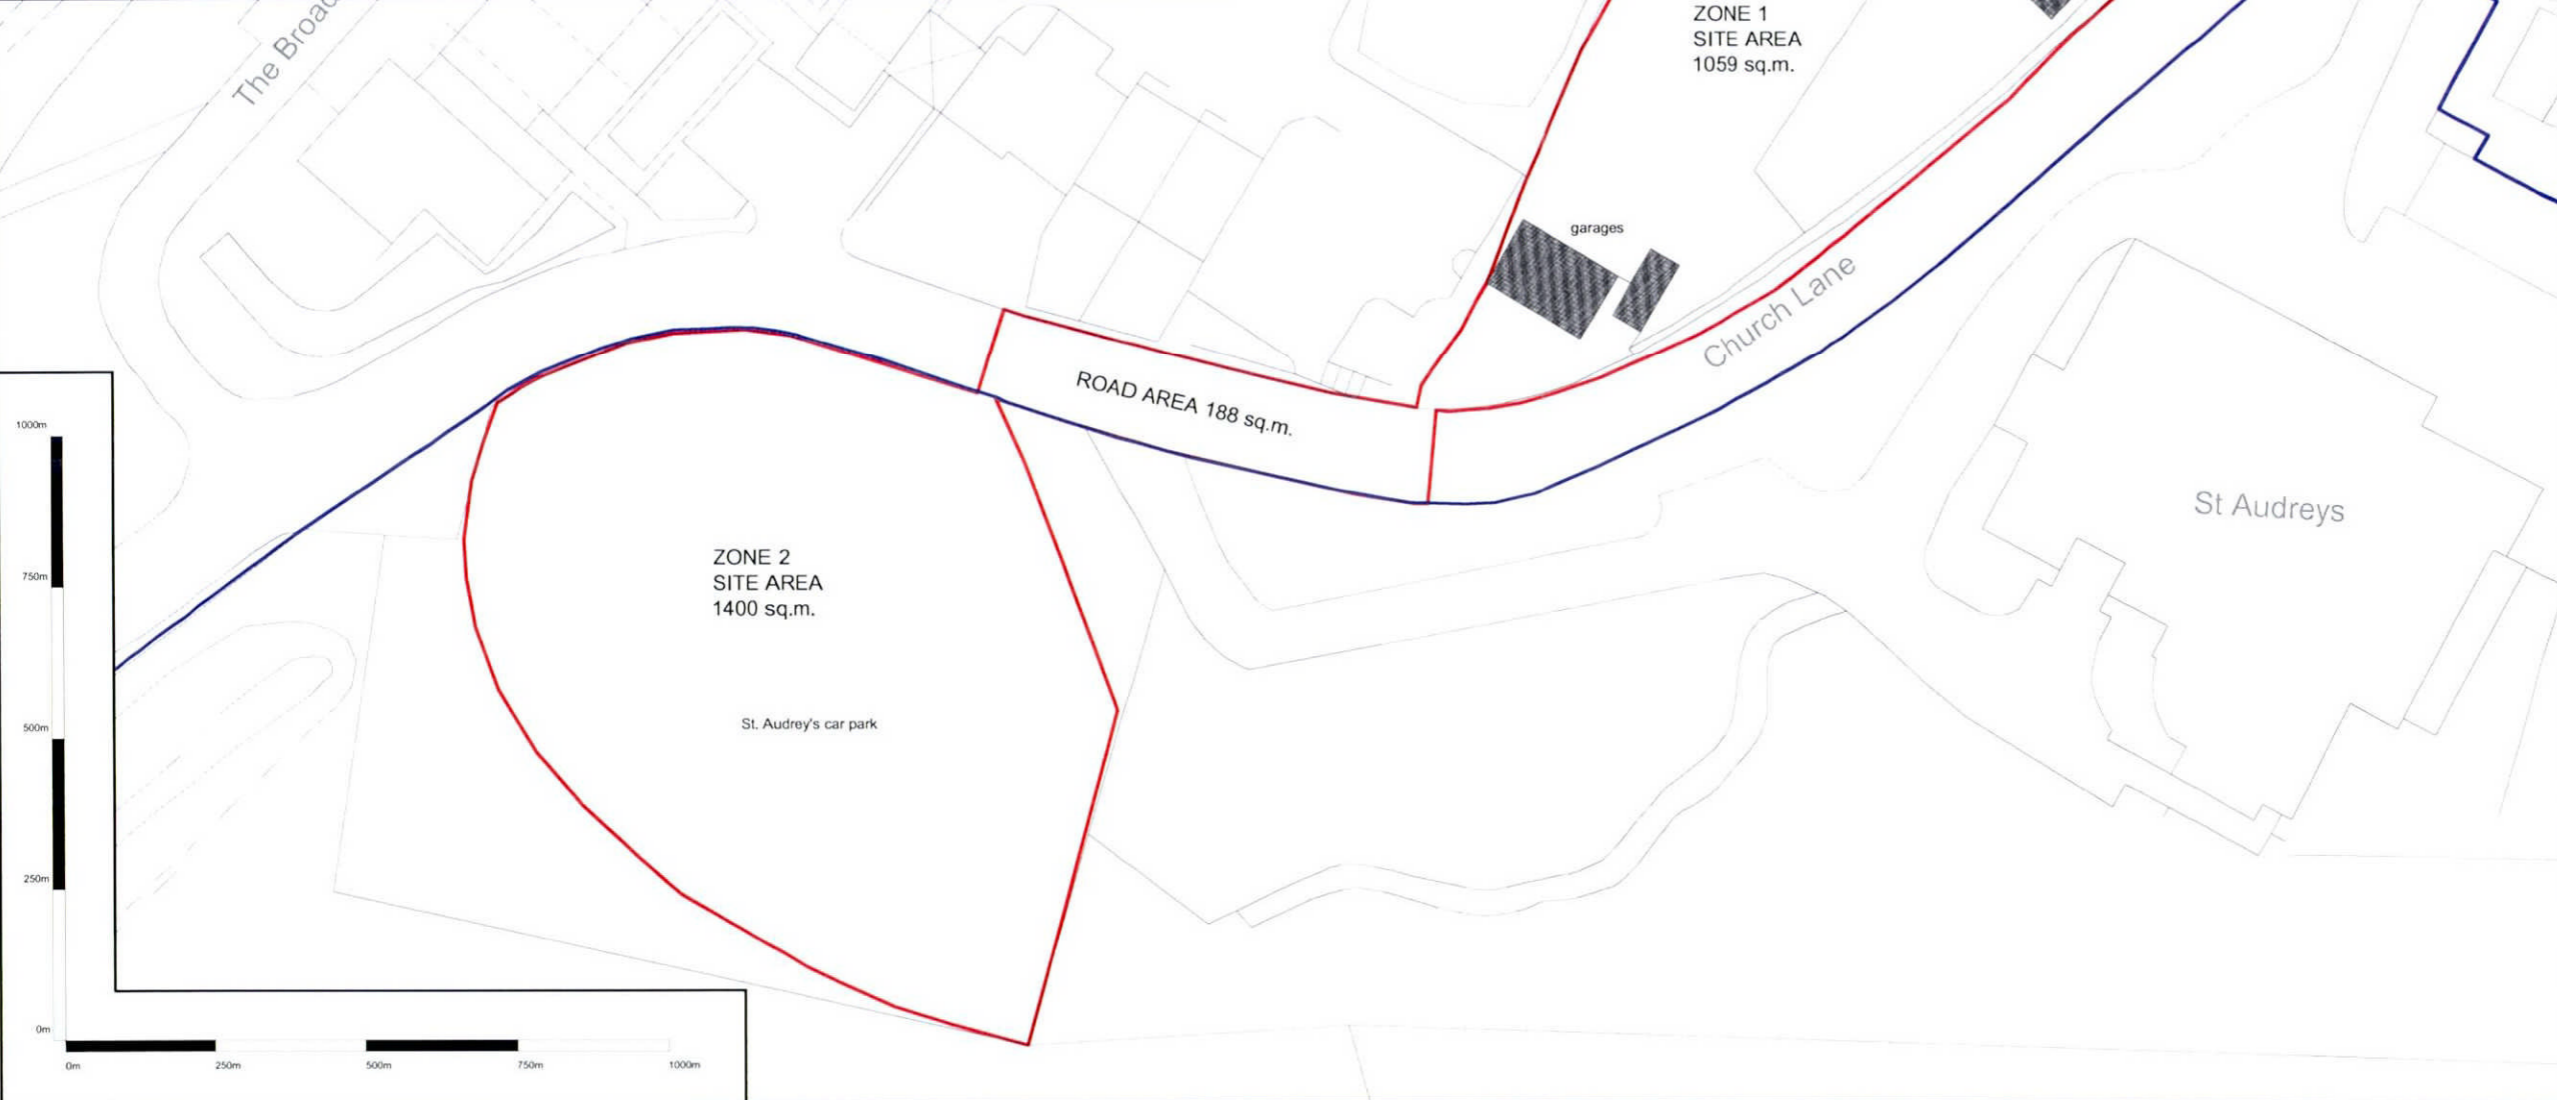 The Broad
ZONE 1
SITE AREA
1059 sq.m.
garages
Church Lane
ROAD AREA 188 sq.m.
St Audreys
ZONE 2
SITE AREA
1400 sq.m.
St. Audrey's car park
1000m
750m
500m
250m
0m
0m
250m
500m
750m
1000m